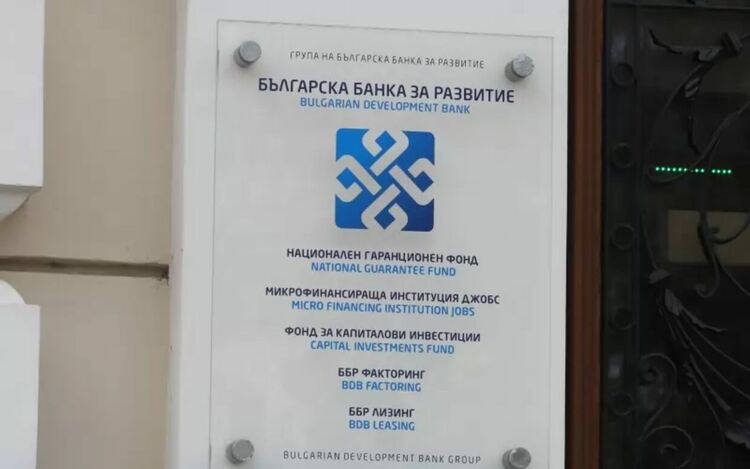 ГРУПА НА БЪЛГАРСКА БАНКА ЗА РАЗВИТИЕ
БЪЛГАРСКА БАНКА ЗА РАЗВИТИЕ
BULGARIAN DEVELOPMENT BANK
НАЦИОНАЛЕН ГАРАНЦИОНЕН ФОНД
NATIONAL GUARANTEE FUND
МИКРОФИНАНСИРАЩА ИНСТИТУЦИЯ ДЖОБС
MICRO FINANCING INSTITUTION JOBS
ФОНД ЗА КАПИТАЛОВИ ИНВЕСТИЦИИ
CAPITAL INVESTMENTS FUND
ББР ФАКТОРИНГ
BDB FACTORING
ББР ЛИЗИНГ
BDB LEASING
BULGARIAN DEVELOPMENT BANK GROUP